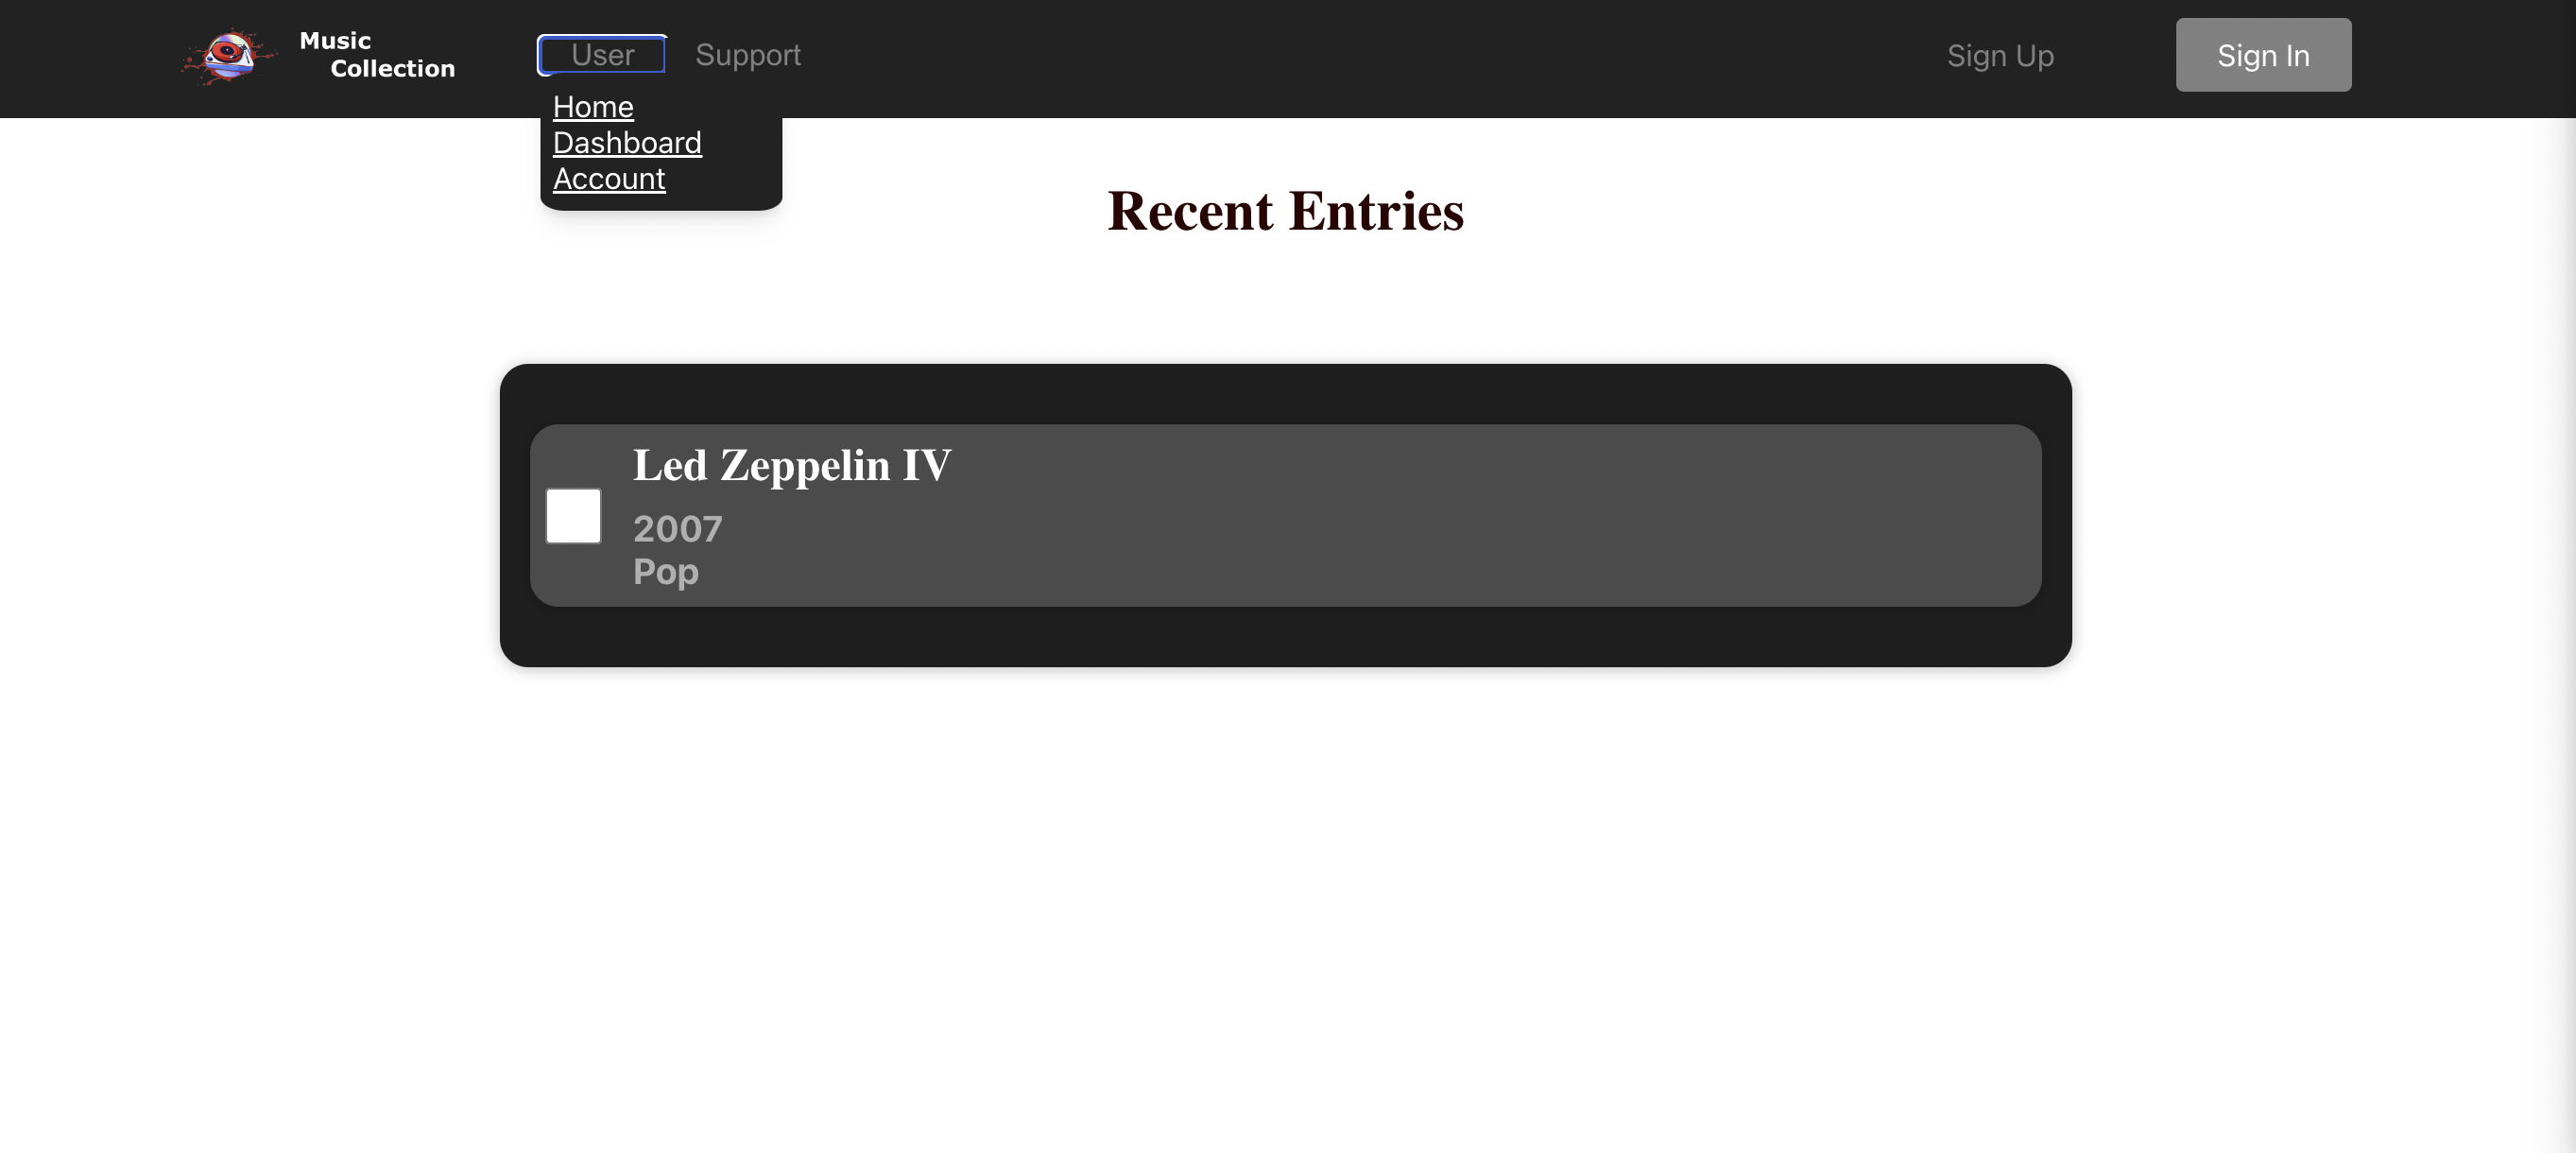 Music
Collection
User
Support
Sign Up
Sign In
Home
Dashboard
Account
Recent Entries
Led Zeppelin IV
2007
Pop